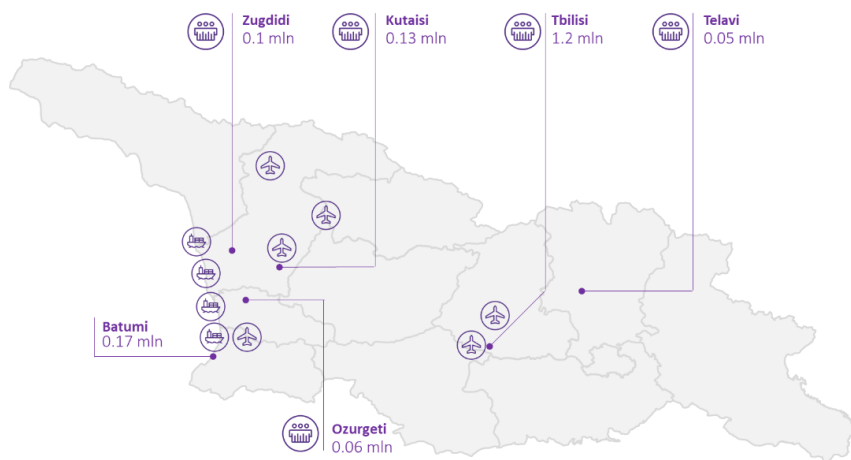 Zugdidi
0.1 mln
Kutaisi
0.13 mln
Tbilisi
1.2 mln
Telavi
0.05 mln
Batumi
0.17 mln
Ozurgeti
0.06 mln